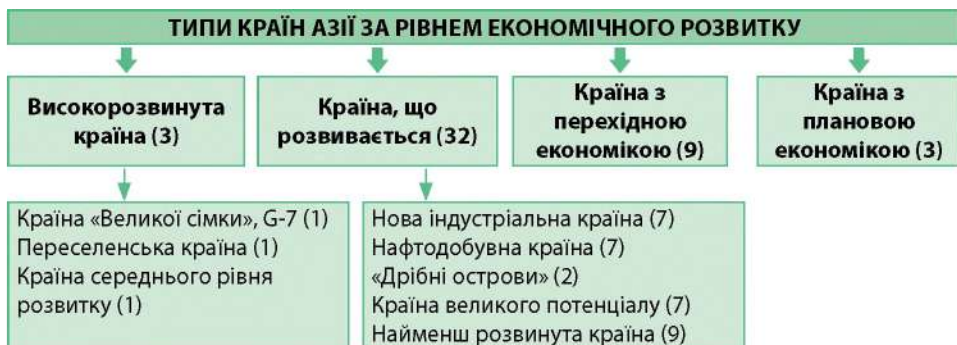 ТИПИ КРАЇН АЗІЇ ЗА РІВНЕМ ЕКОНОМІЧНОГО РОЗВИТКУ
Високорозвинута
країна (3)
Країна, що
розвивається (32)
Країна з
перехідною
економікою (9)
Країна з
плановою
економікою (3)
Країна «Великої сімки», G-7 (1)
Переселенська країна (1)
Країна середнього рівня
розвитку (1)
Нова індустріальна країна (7)
Нафтодобувна країна (7)
«Дрібні острови» (2)
Країна великого потенціалу (7)
Найменш розвинута країна (9)